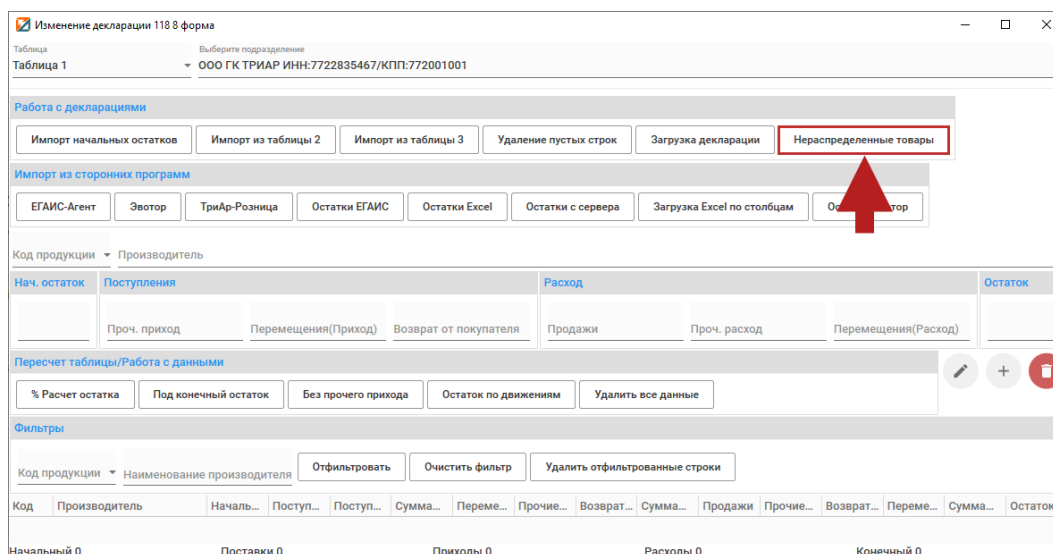 Изменение декларации 118 8 форма
Таблица Выберите подразделение
Таблица 1 ООО ГК ТРИАР ИНН:7722835467/КПП:772001001
Работа с декларациями
Импорт начальных остатков Импорт из таблицы 2 Импорт из таблицы 3 Удаление пустых строк Загрузка декларации Нераспределенные товары
Импорт из сторонних программ
ЕГАИС-Агент Эвотор ТриАр-Розница Остатки ЕГАИС Остатки Excel Остатки с сервера Загрузка Excel по столбцам
Код продукции Производитель
Нач. остаток Поступления Расход Остаток
Проч. приход Перемещения(Приход) Возврат от покупателя Продажи Проч. расход Перемещения(Расход)
Пересчет таблицы/Работа с данными
% Расчет остатка Под конечный остаток Без прочего прихода Остаток по движениям Удалить все данные
Фильтры
Код продукции Наименование производителя Отфильтровать Очистить фильтр Удалить отфильтрованные строки
Код Производитель Началь... Поступ... Поступ... Сумма... Переме... Прочие... Возврат... Сумма... Продажи Прочие... Возврат... Переме... Сумма... Остаток
Начальный 0 Поставки 0 Приходы 0 Расходы 0 Конечный 0